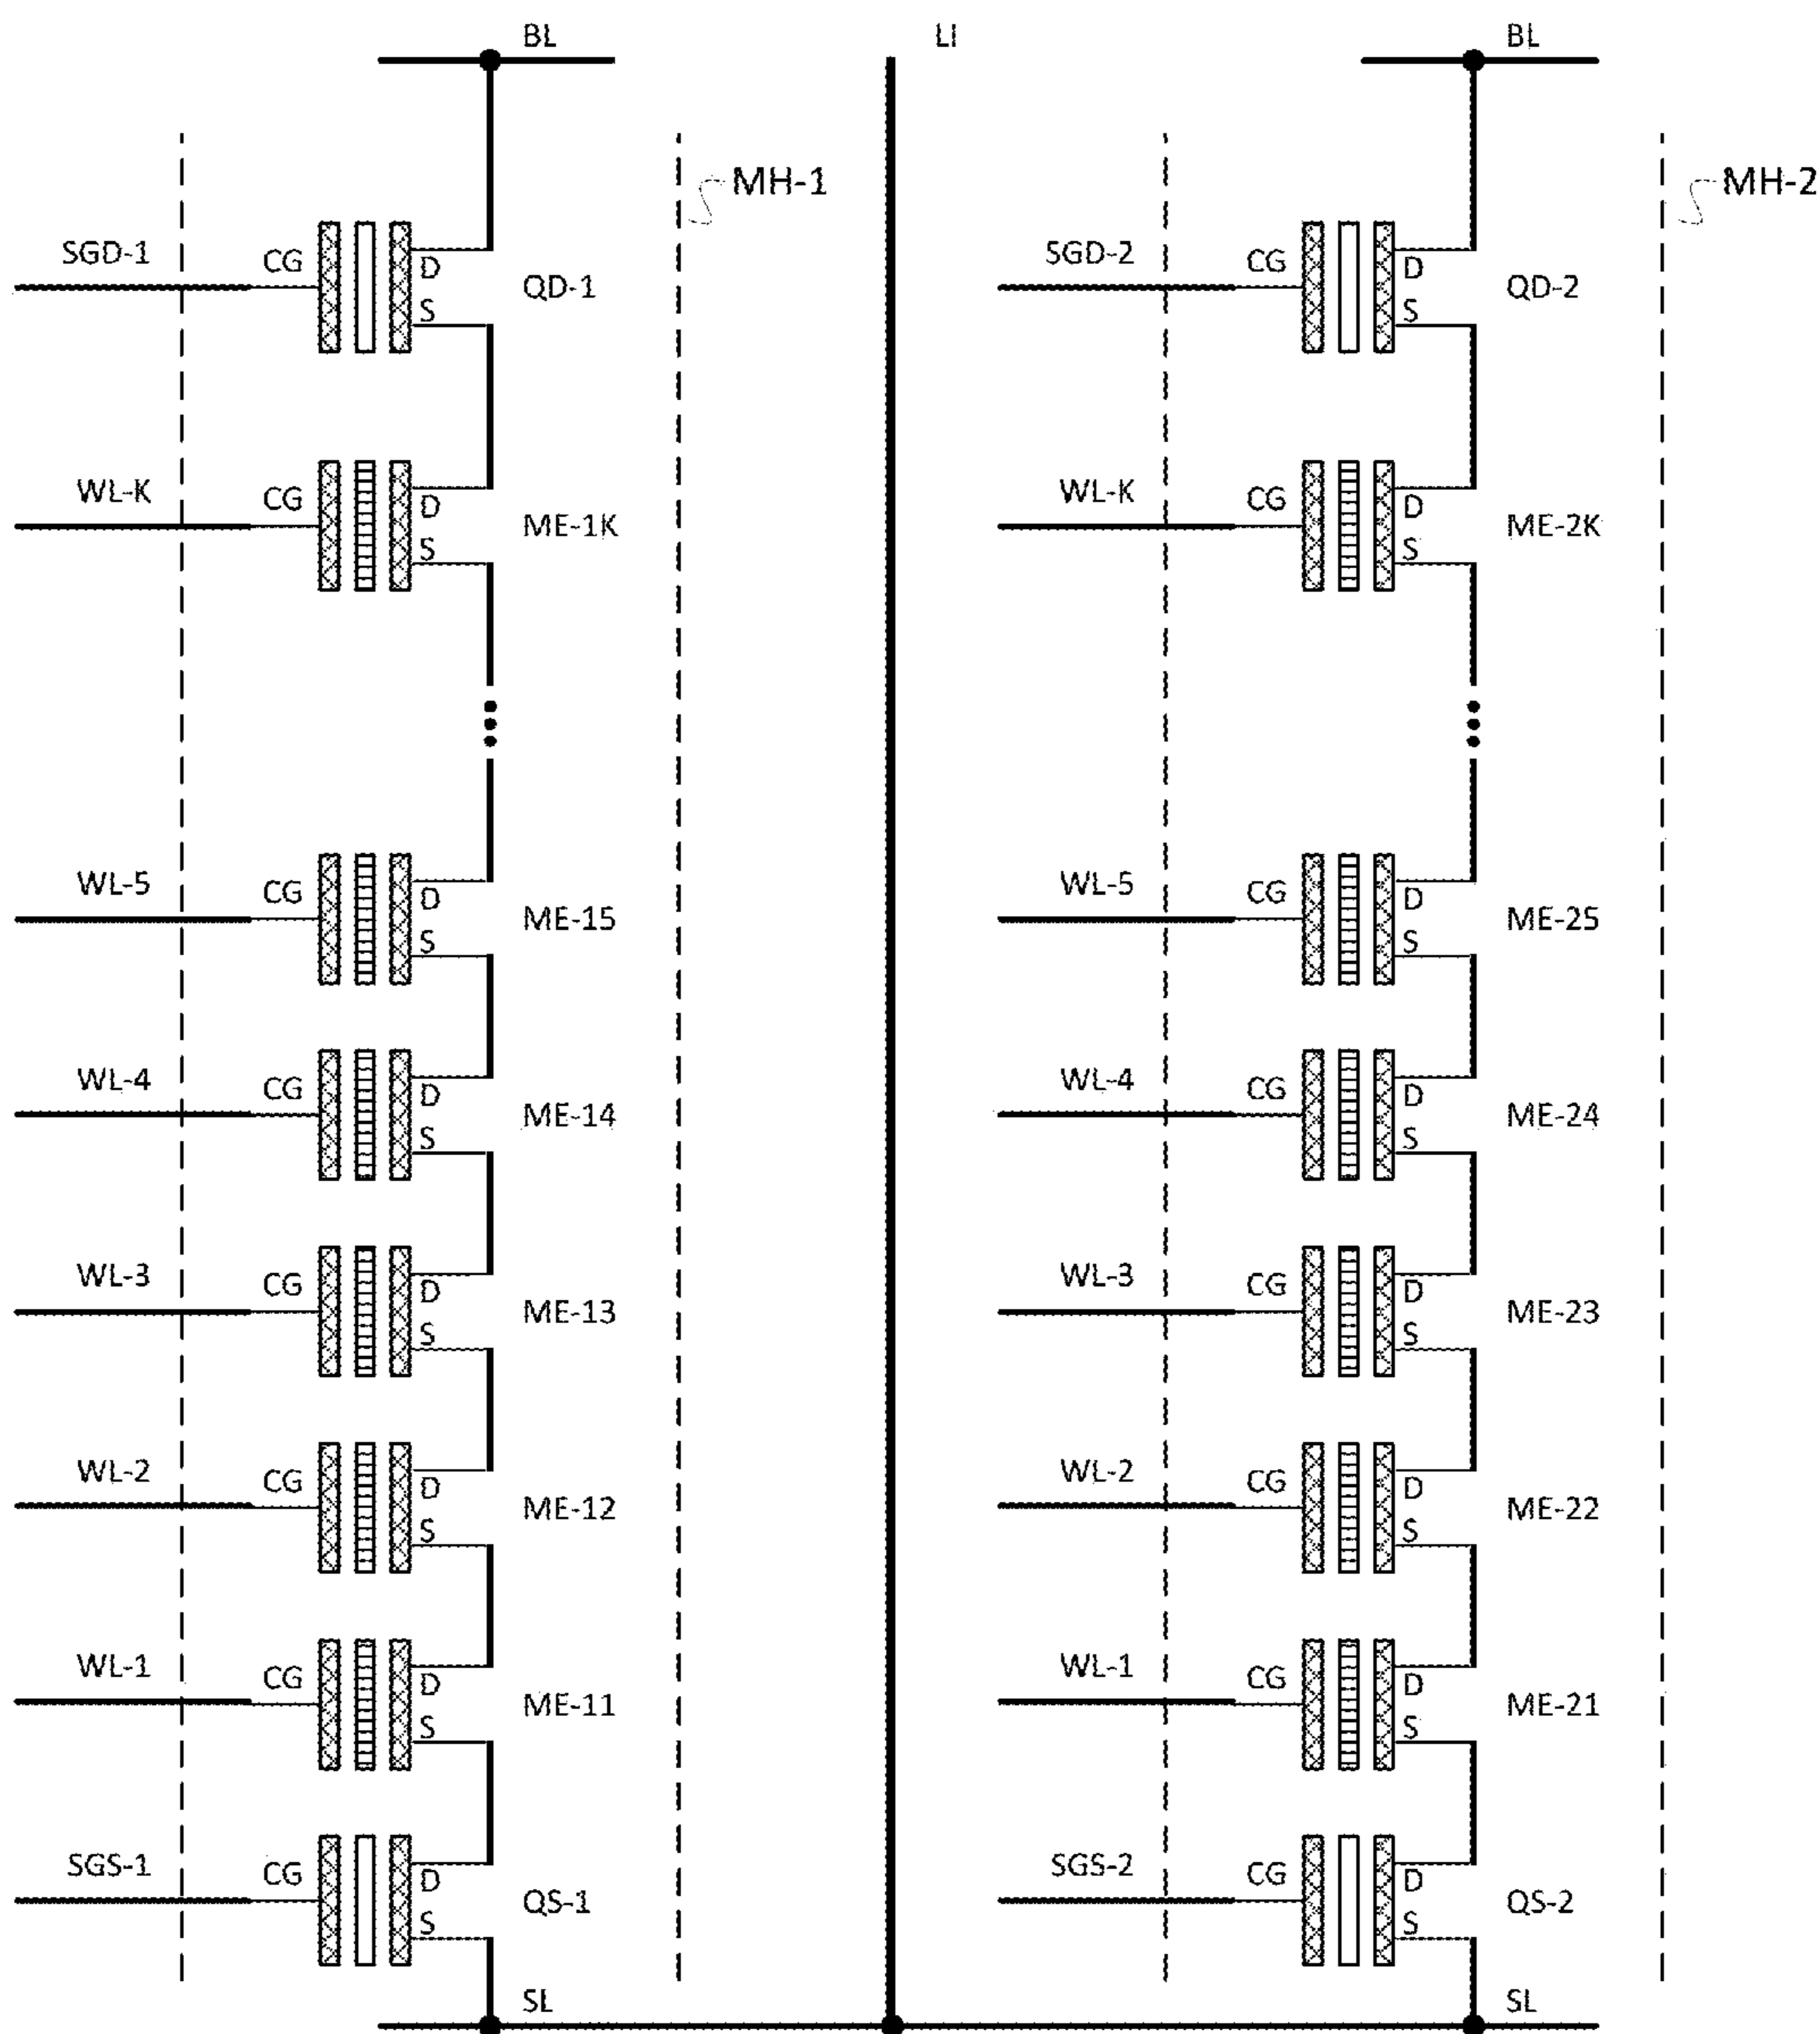 BL LI BL
MH-1 MH-2
SGD-1 CG D S QD-1 SGD-2 CG D S QD-2
WL-K CG D S ME-1K WL-K CG D S ME-2K
WL-5 CG D S ME-15 WL-5 CG D S ME-25
WL-4 CG D S ME-14 WL-4 CG D S ME-24
WL-3 CG D S ME-13 WL-3 CG D S ME-23
WL-2 CG D S ME-12 WL-2 CG D S ME-22
WL-1 CG D S ME-11 WL-1 CG D S ME-21
SGS-1 CG D S QS-1 SGS-2 CG D S QS-2
SL SL